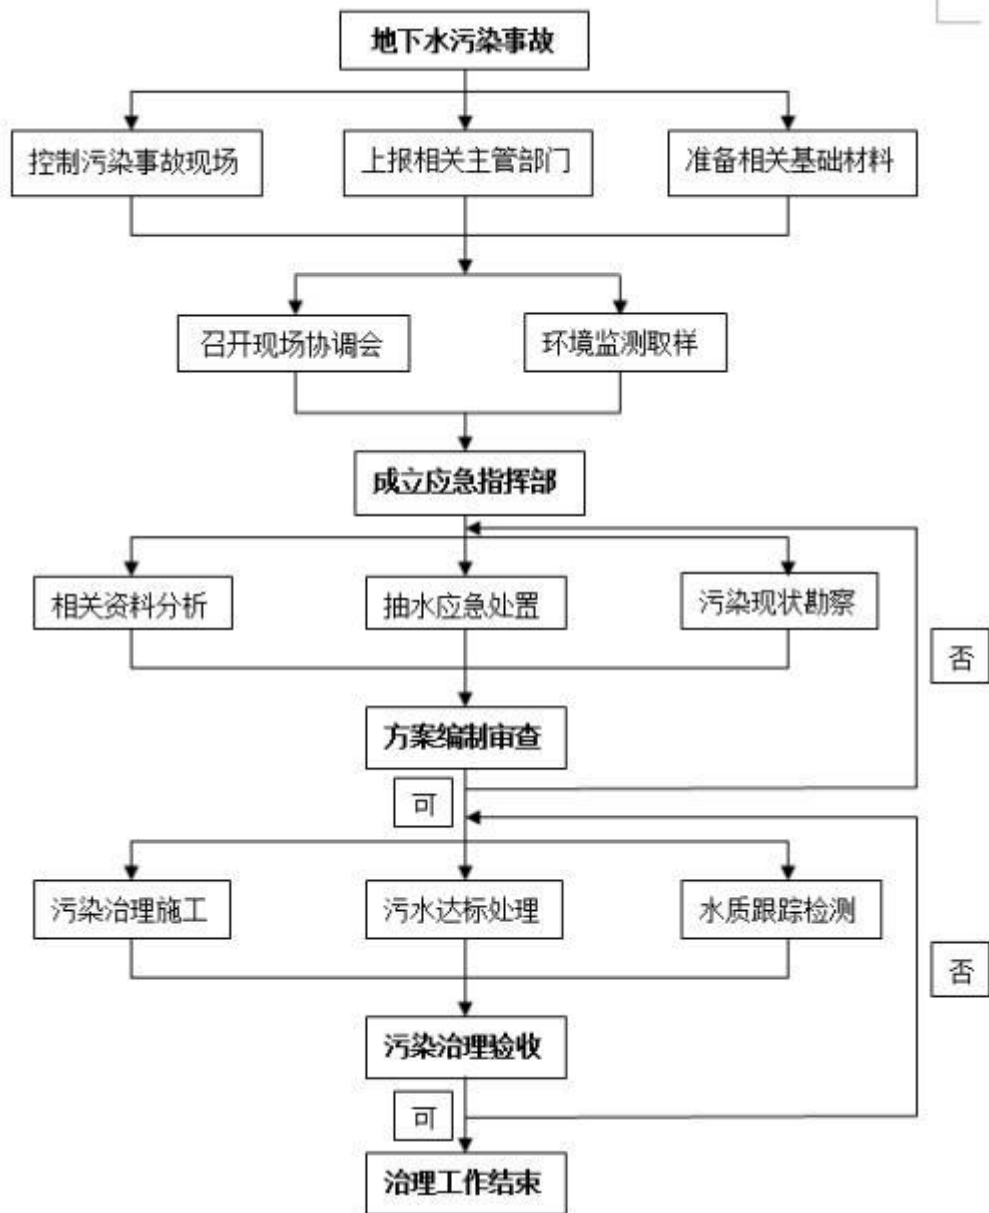 地下水污染事故
控制污染事故现场
上报相关主管部门
准备相关基础材料
召开现场协调会
环境监测取样
成立应急指挥部
相关资料分析
抽水应急处置
污染现状勘察
否
方案编制审查
可
污染治理施工
污水达标处理
水质跟踪检测
否
污染治理验收
可
治理工作结束